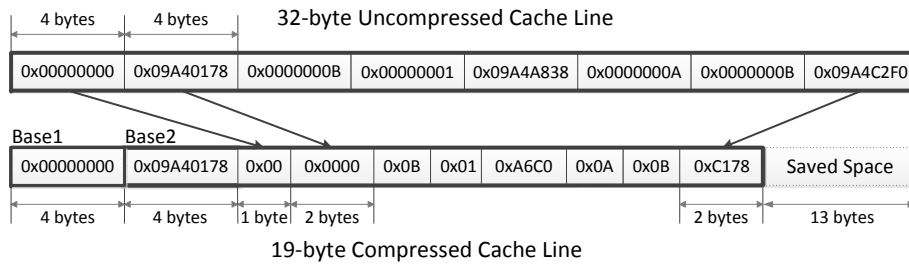 32-byte Uncompressed Cache Line
4 bytes 4 bytes
0x00000000 0x09A40178 0x0000000B 0x00000001 0x09A4A838 0x0000000A 0x0000000B 0x09A4C2F0
Base1 Base2
0x00000000 0x09A40178 0x00 0x0000 0x0B 0x01 0xA6C0 0x0A 0x0B 0xC178 Saved Space
4 bytes 4 bytes 1 byte 2 bytes 2 bytes 13 bytes
19-byte Compressed Cache Line